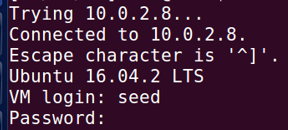 Trying 10.0.2.8...
Connected to 10.0.2.8.
Escape character is '^]'.
Ubuntu 16.04.2 LTS
VM login: seed
Password: